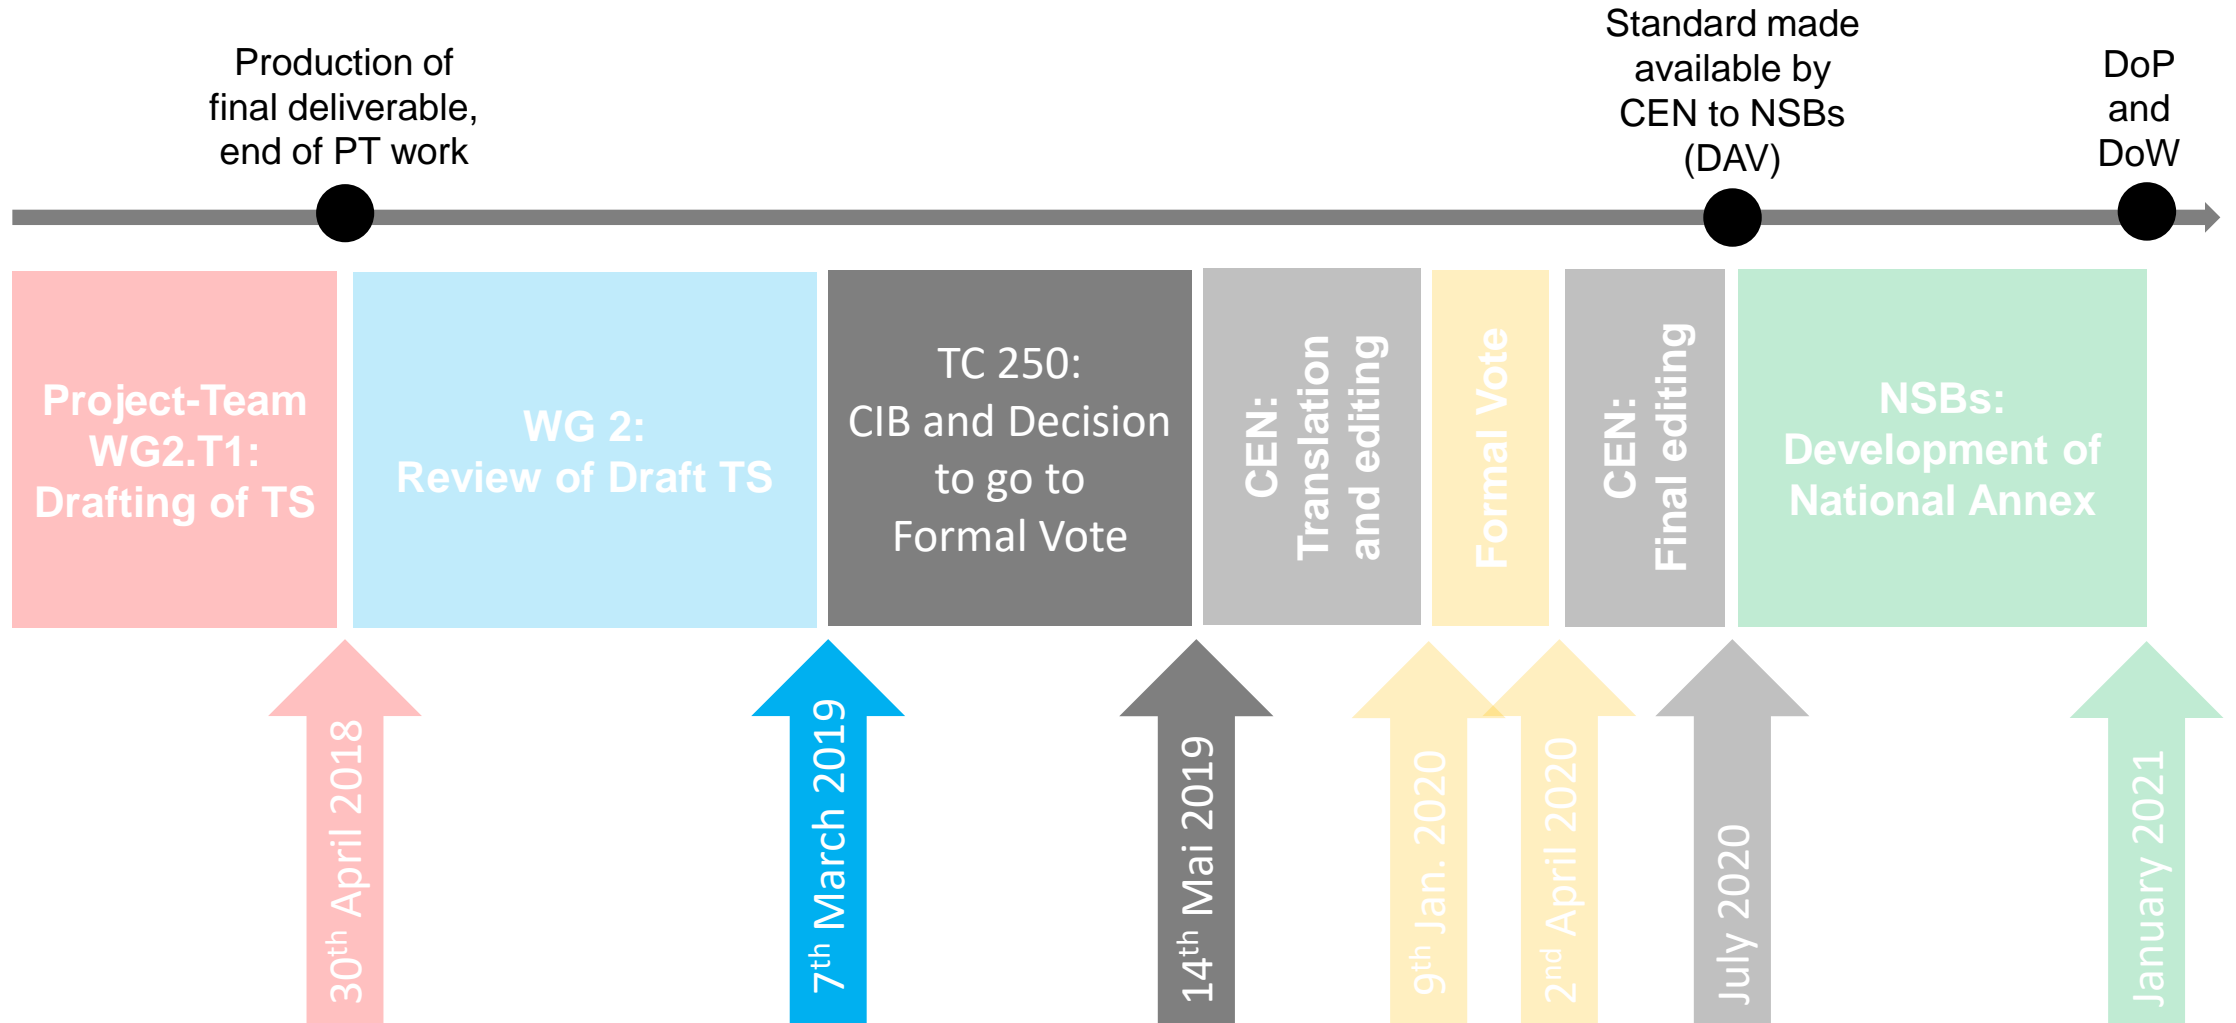 Production of
final deliverable,
end of PT work
Standard made
available by
CEN to NSBs
(DAV)
DoP
and
DoW
Project-Team
WG2.T1:
Drafting of TS
WG 2:
Review of Draft TS
TC 250:
CIB and Decision
to go to
Formal Vote
CEN:
Translation
and editing
Formal Vote
CEN:
Final editing
NSBs:
Development of
National Annex
30th April 2018
7th March 2019
14th Mai 2019
9th Jan. 2020
2nd April 2020
July 2020
January 2021